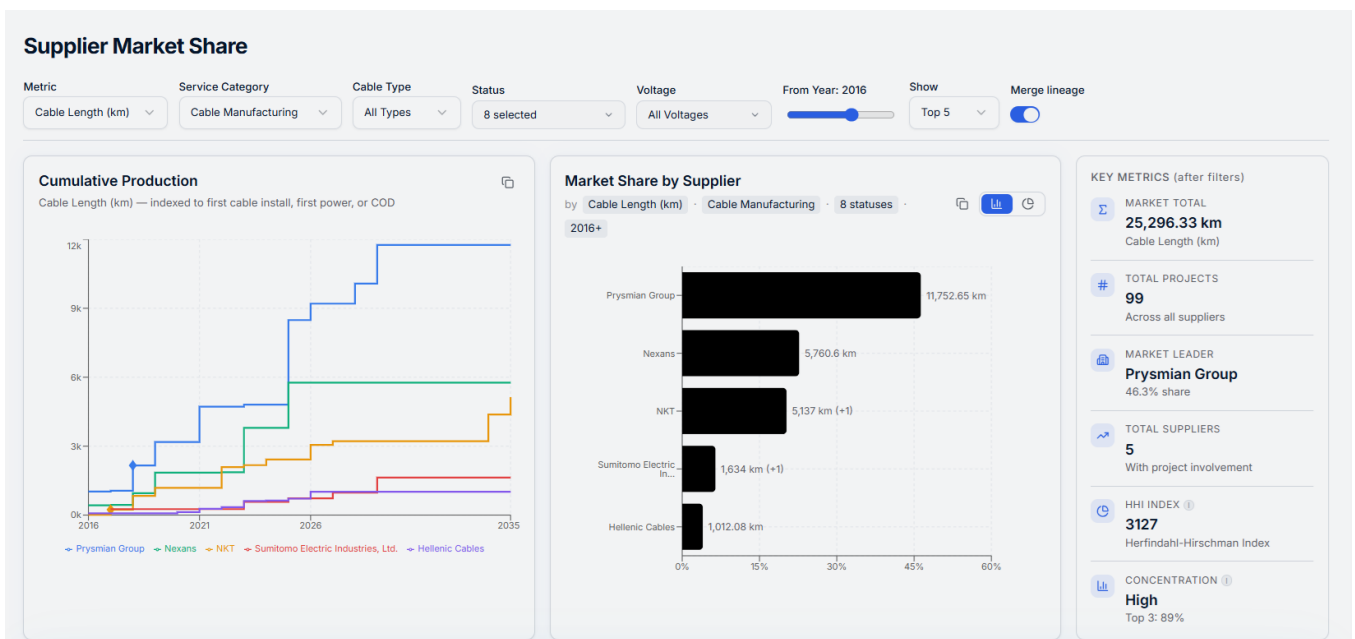 Supplier Market Share
Metric
Service Category
Cable Type
Status
Voltage
From Year: 2016
Show
Merge lineage
Cable Length (km)
Cable Manufacturing
All Types
8 selected
All Voltages
Top 5
Cumulative Production
Cable Length (km) — indexed to first cable install, first power, or COD
12k
9k
6k
3k
0k
2016
2021
2026
2035
Prysmian Group
Nexans
NKT
Sumitomo Electric Industries, Ltd.
Hellenic Cables
Market Share by Supplier
by Cable Length (km) · Cable Manufacturing · 8 statuses ·
2016+
Prysmian Group
11,752.65 km
Nexans
5,760.6 km
NKT
5,137 km (+1)
Sumitomo Electric
In...
1,634 km (+1)
Hellenic Cables
1,012.08 km
0%
15%
30%
45%
60%
KEY METRICS (after filters)
MARKET TOTAL
25,296.33 km
Cable Length (km)
TOTAL PROJECTS
99
Across all suppliers
MARKET LEADER
Prysmian Group
46.3% share
TOTAL SUPPLIERS
5
With project involvement
HHI INDEX
3127
Herfindahl-Hirschman Index
CONCENTRATION
High
Top 3: 89%